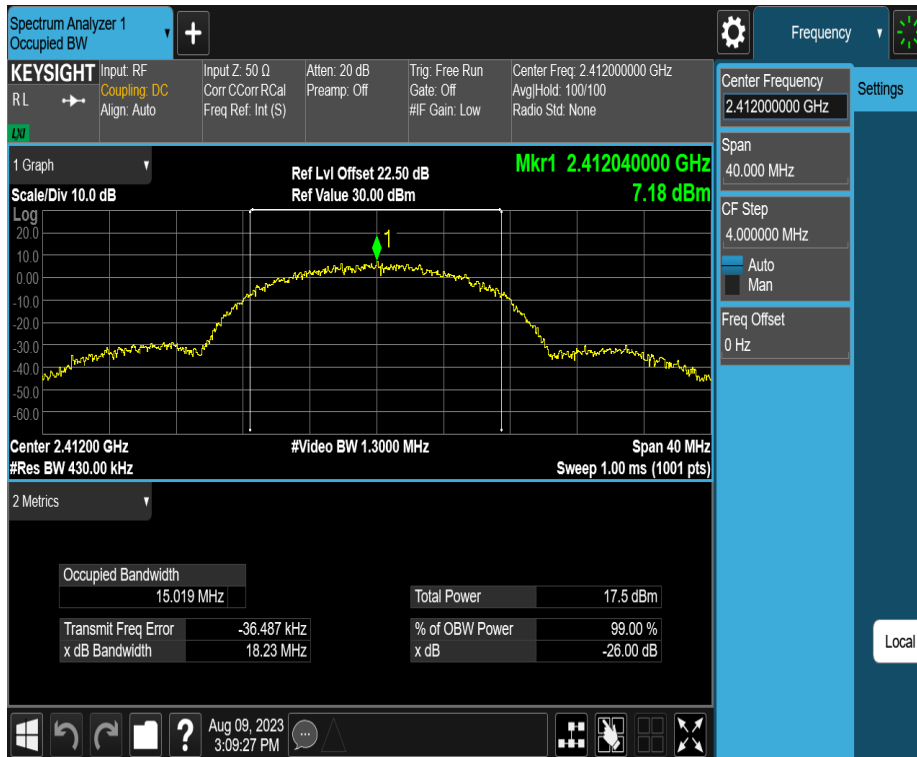 Spectrum Analyzer 1
Occupied BW
+
Frequency
KEYSIGHT
R L
LXI
Input: RF
Coupling: DC
Align: Auto
Input Z: 50 Ω
Corr CCorr RCal
Freq Ref: Int (S)
Atten: 20 dB
Preamp: Off
Trig: Free Run
Gate: Off
#IF Gain: Low
Center Freq: 2.412000000 GHz
Avg|Hold: 100/100
Radio Std: None
Center Frequency
2.412000000 GHz
Settings
Span
40.000 MHz
CF Step
4.000000 MHz
Auto
Man
Freq Offset
0 Hz
Local
1 Graph
Scale/Div 10.0 dB
Ref Lvl Offset 22.50 dB
Ref Value 30.00 dBm
Mkr1 2.412040000 GHz
7.18 dBm
Log
20.0
10.0
0.00
-10.0
-20.0
-30.0
-40.0
-50.0
-60.0
1
Center 2.41200 GHz
#Res BW 430.00 kHz
#Video BW 1.3000 MHz
Span 40 MHz
Sweep 1.00 ms (1001 pts)
2 Metrics
Occupied Bandwidth
15.019 MHz
Total Power 17.5 dBm
Transmit Freq Error -36.487 kHz
% of OBW Power 99.00 %
x dB Bandwidth 18.23 MHz
x dB -26.00 dB
?
Aug 09, 2023
3:09:27 PM